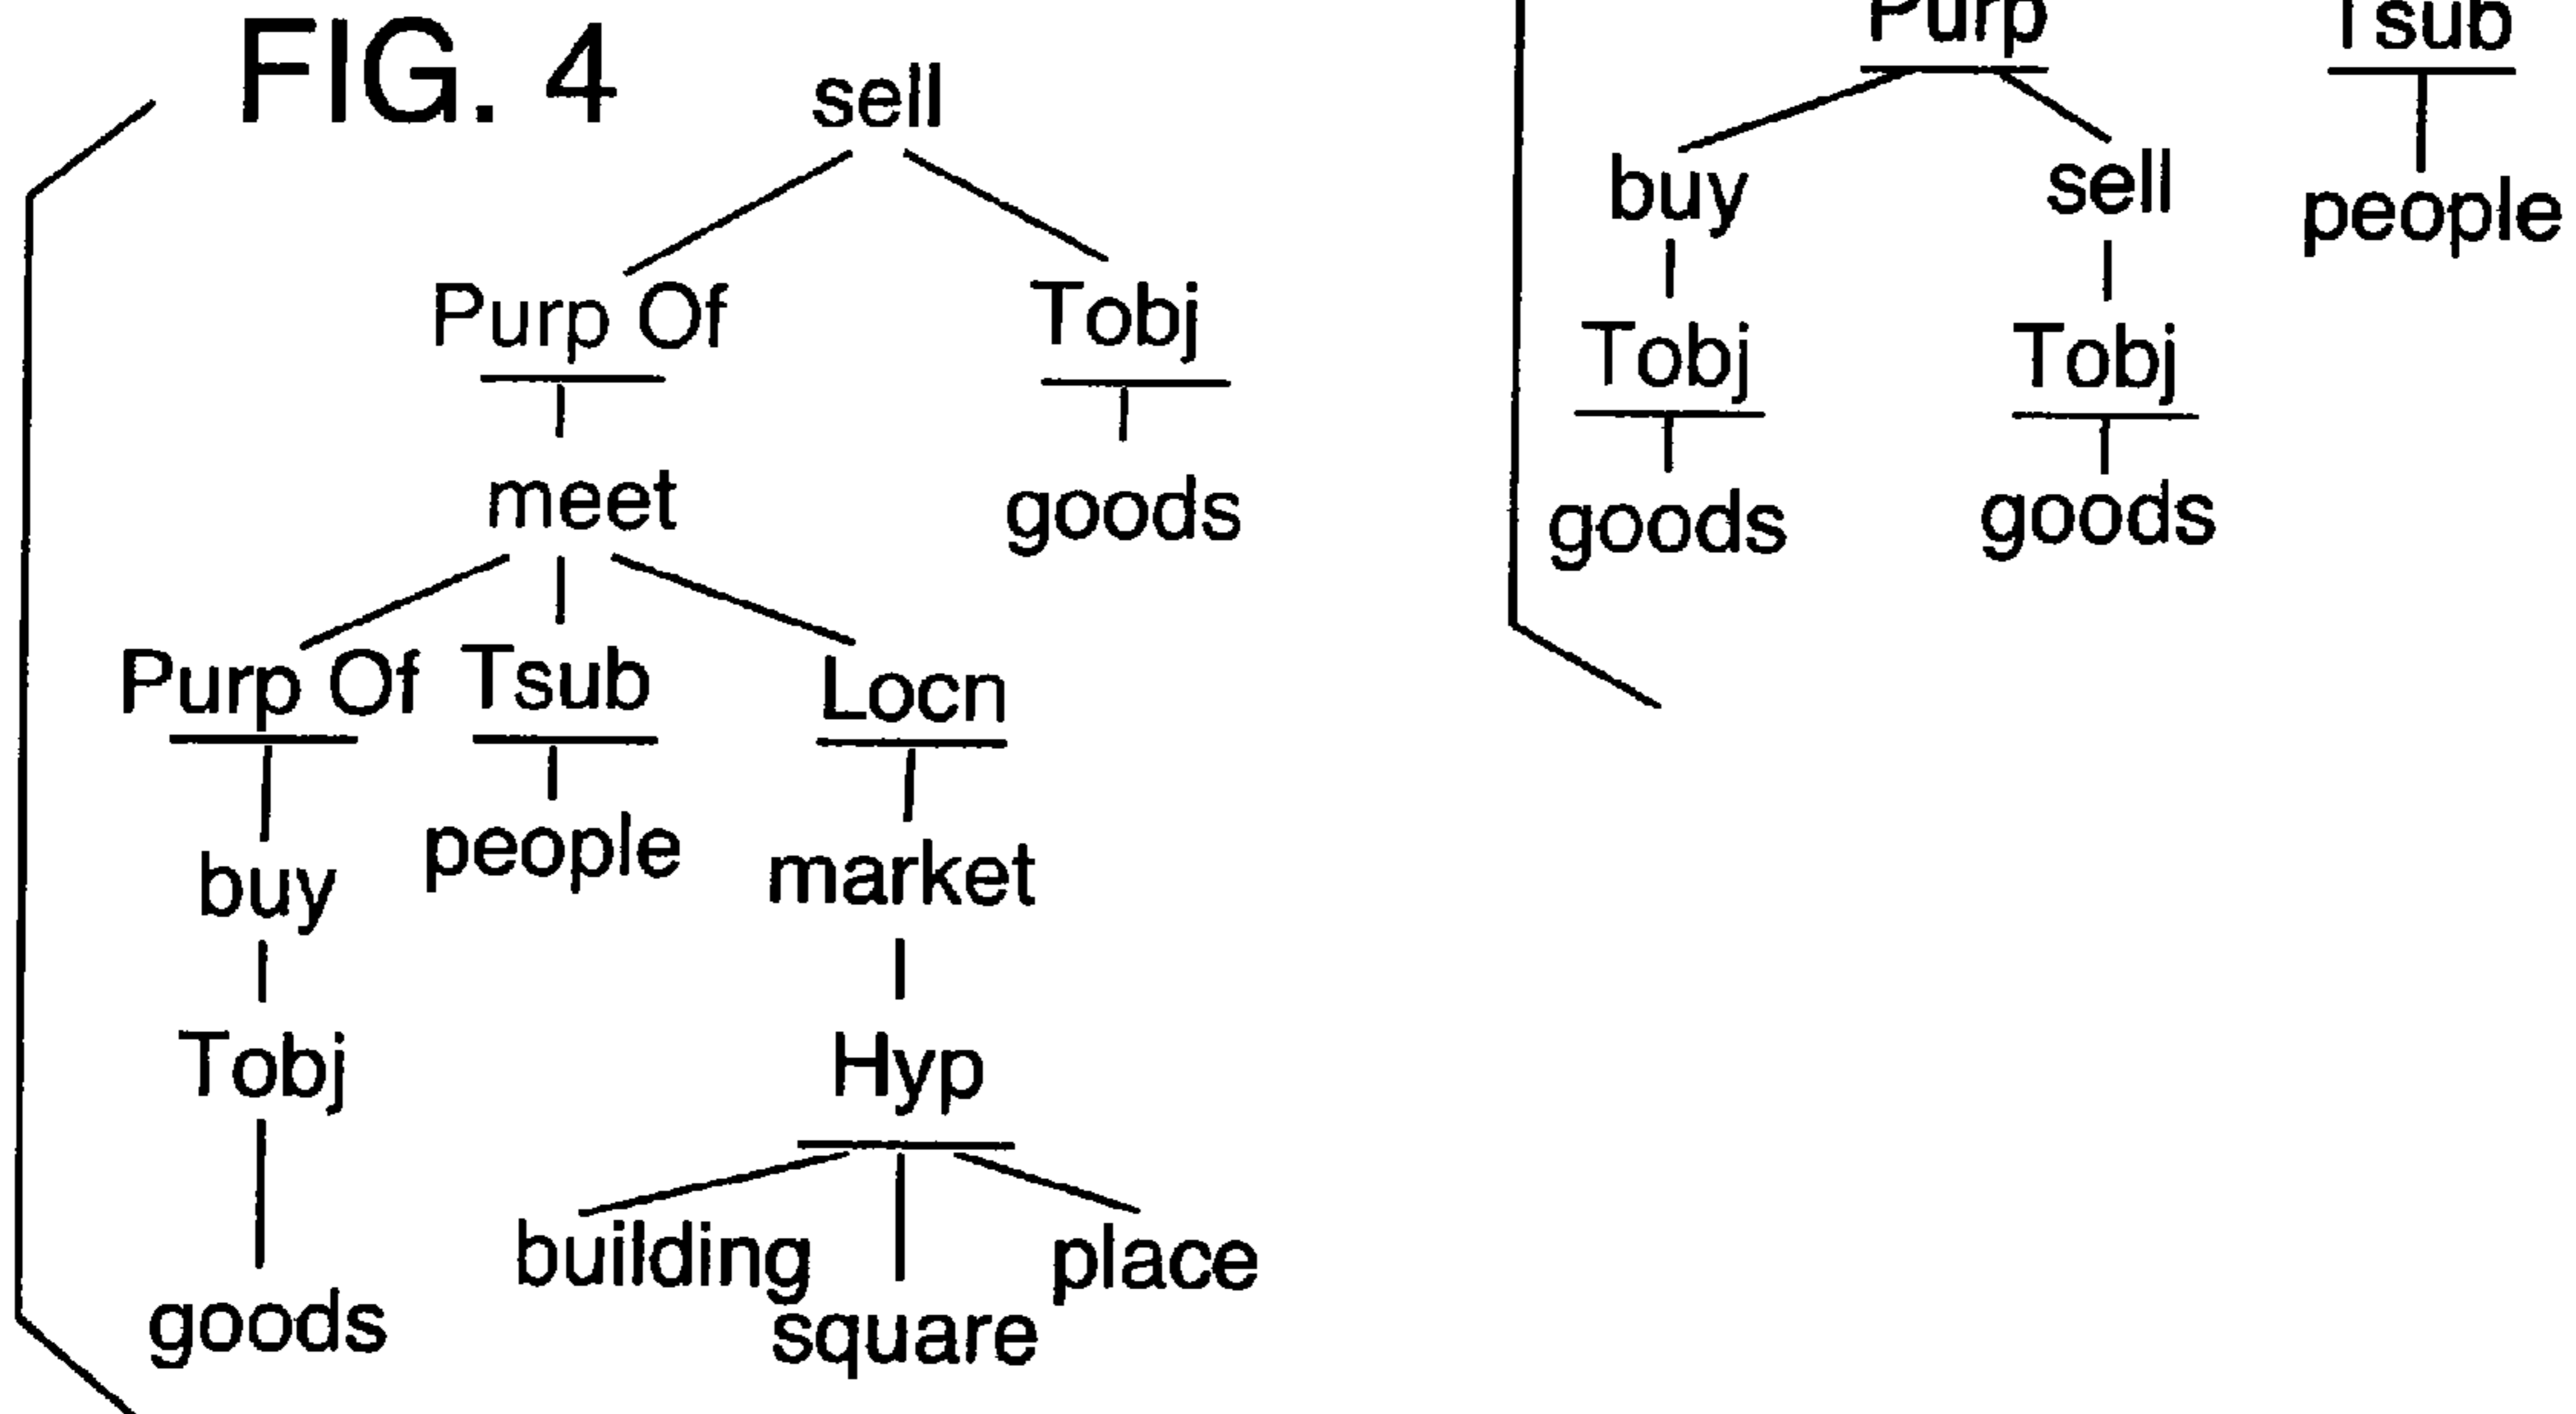 FIG. 4
sell
Purp Of Tobj
meet goods
Purp Of Tsub Locn
buy people market
Tobj Hyp
building square place
goods
Purp Tsub
buy sell people
Tobj Tobj
goods goods